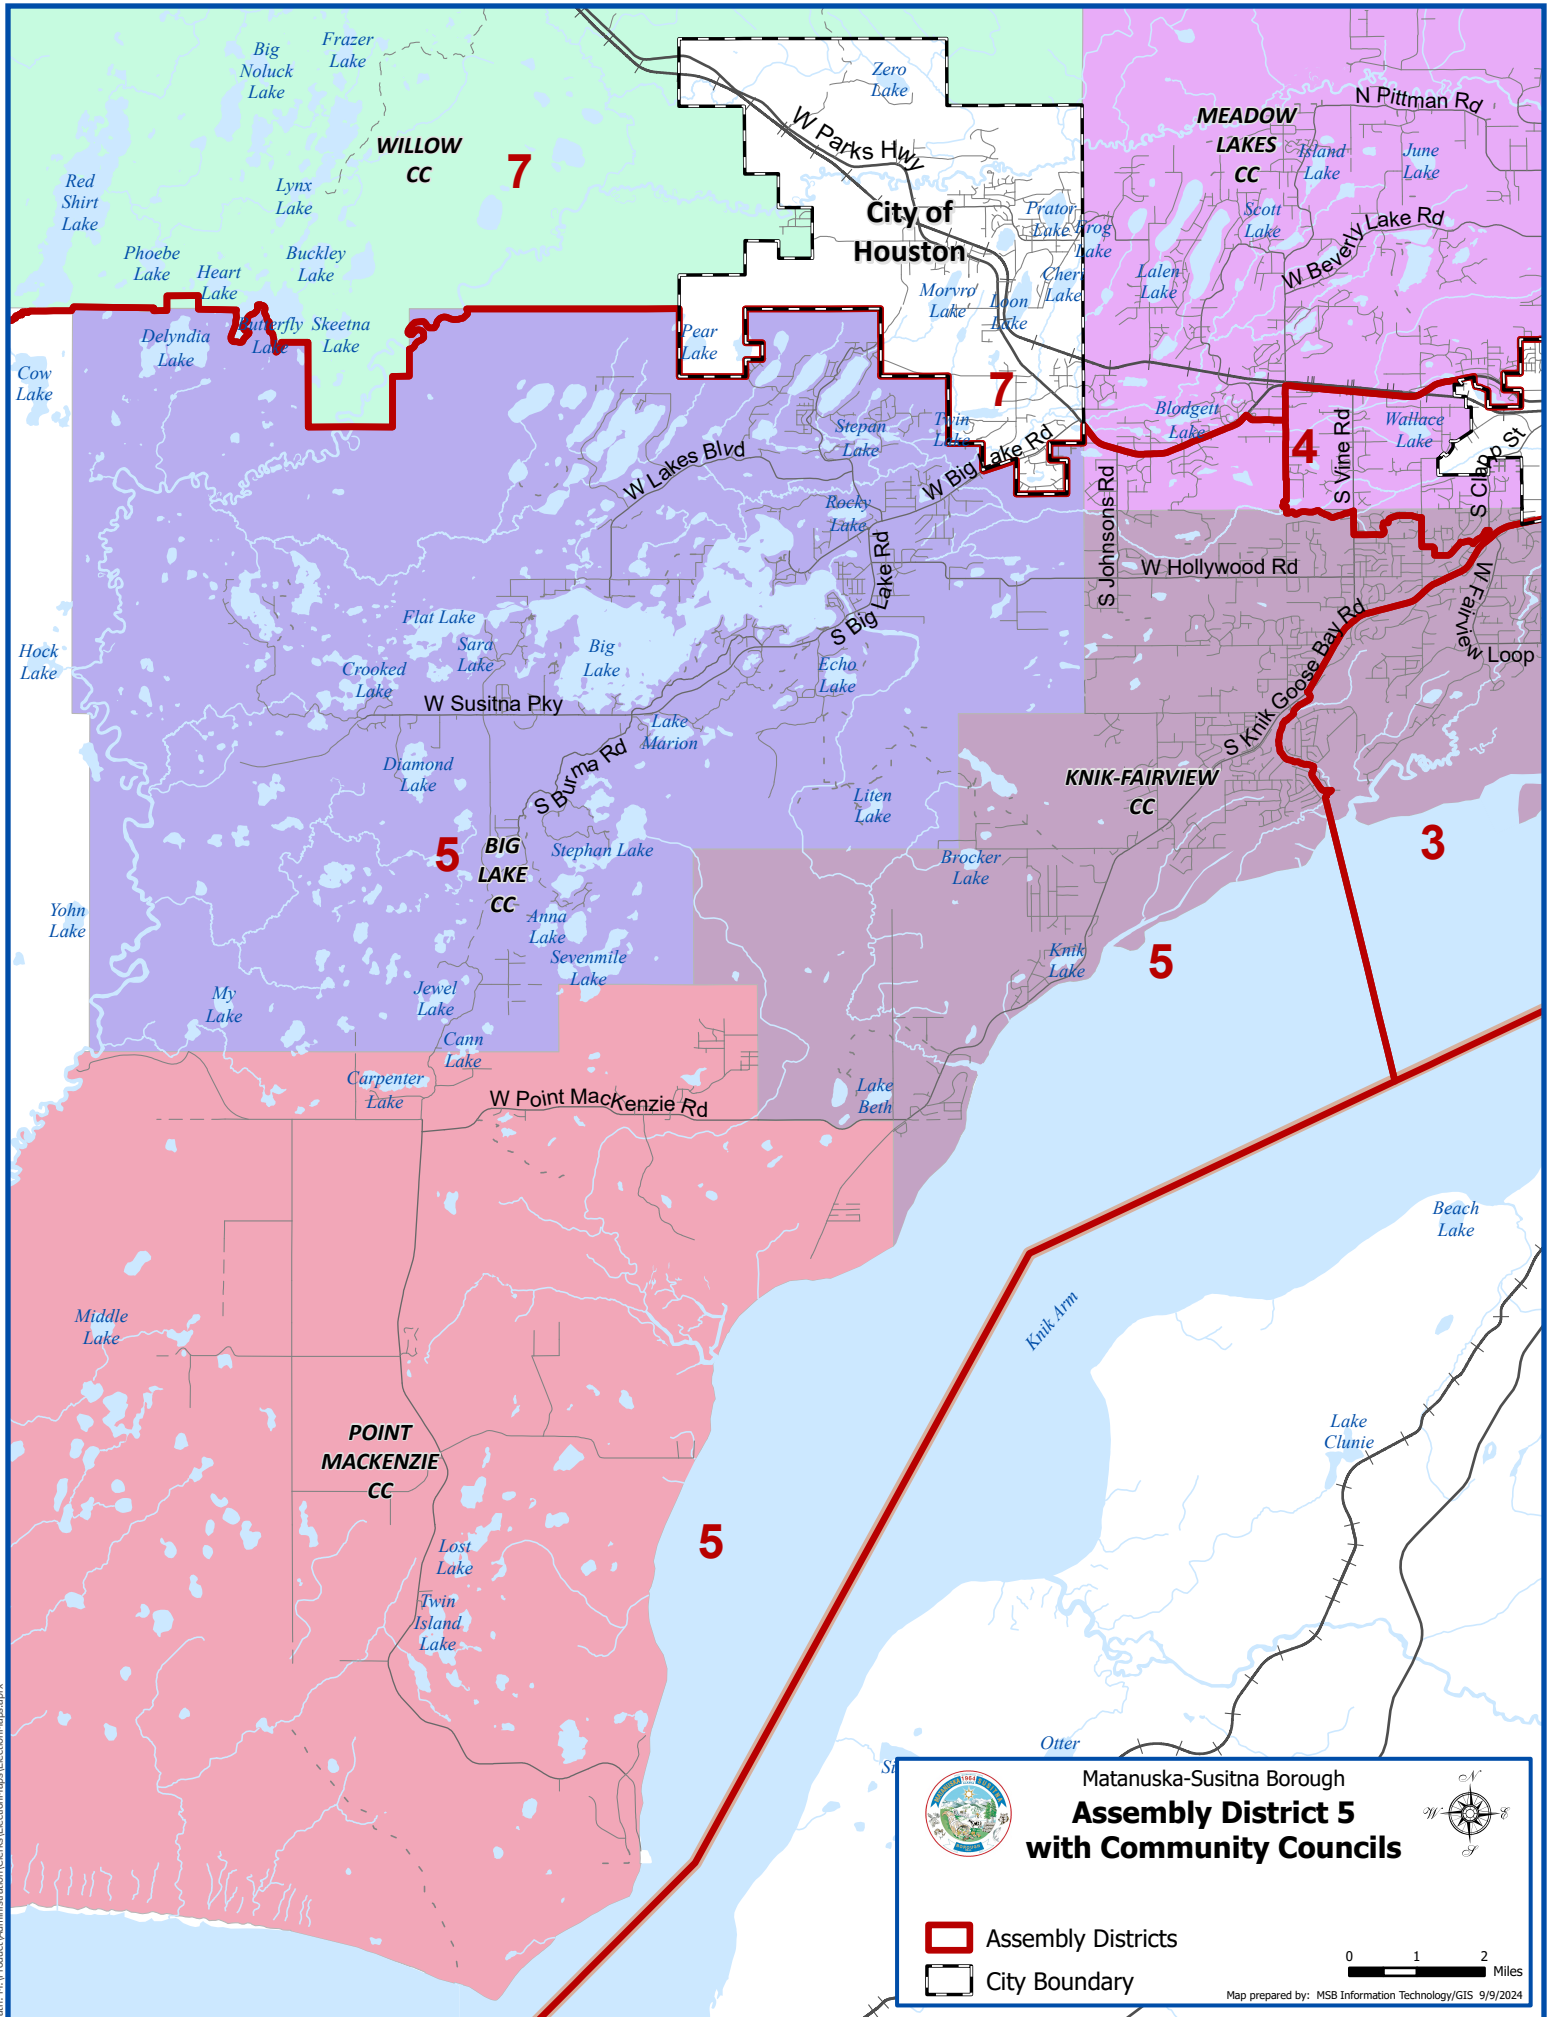 Frazer
Lake
Big
Noluck
Lake
Zero
Lake
N Pittman Rd
MEADOW
LAKES
CC
W Parks Hwy
WILLOW
CC
7
Island
Lake
June
Lake
Red
Shirt
Lake
Lynx
Lake
City of
Houston
Prator
Lake
Frog
Lake
Scott
Lake
W Beverly Lake Rd
Phoebe
Lake
Heart
Lake
Buckley
Lake
Morvro
Lake
Loon
Lake
Cheri
Lake
Lalen
Lake
Delyndia
Lake
Butterfly
Lake
Skeetna
Lake
Pear
Lake
Cow
Lake
7
Stepan
Lake
Twin
Lake
Blodgett
Lake
4
S Vine Rd
Wallace
Lake
S Clapp St
W Lakes Blvd
W Big Lake Rd
Rocky
Lake
S Johnsons Rd
W Hollywood Rd
S Big Lake Rd
W Fairview Loop
Flat Lake
Sara
Lake
Big
Lake
Crooked
Lake
Echo
Lake
Hock
Lake
S Knik Goose Bay Rd
W Susitna Pky
Lake
Marion
Diamond
Lake
S Burma Rd
KNIK-FAIRVIEW
CC
Liten
Lake
3
5
BIG
LAKE
CC
Stephan Lake
Brocker
Lake
Yohn
Lake
Anna
Lake
Sevenmile
Lake
Knik
Lake
5
My
Lake
Jewel
Lake
Cann
Lake
Carpenter
Lake
W Point MacKenzie Rd
Lake
Beth
Beach
Lake
Middle
Lake
Knik Arm
POINT
MACKENZIE
CC
Lake
Clunie
5
Lost
Lake
Twin
Island
Lake
Otter
Matanuska-Susitna Borough
Assembly District 5
with Community Councils
N
W E
S
Assembly Districts
City Boundary
0 1 2
Miles
Map prepared by: MSB Information Technology/GIS 9/9/2024